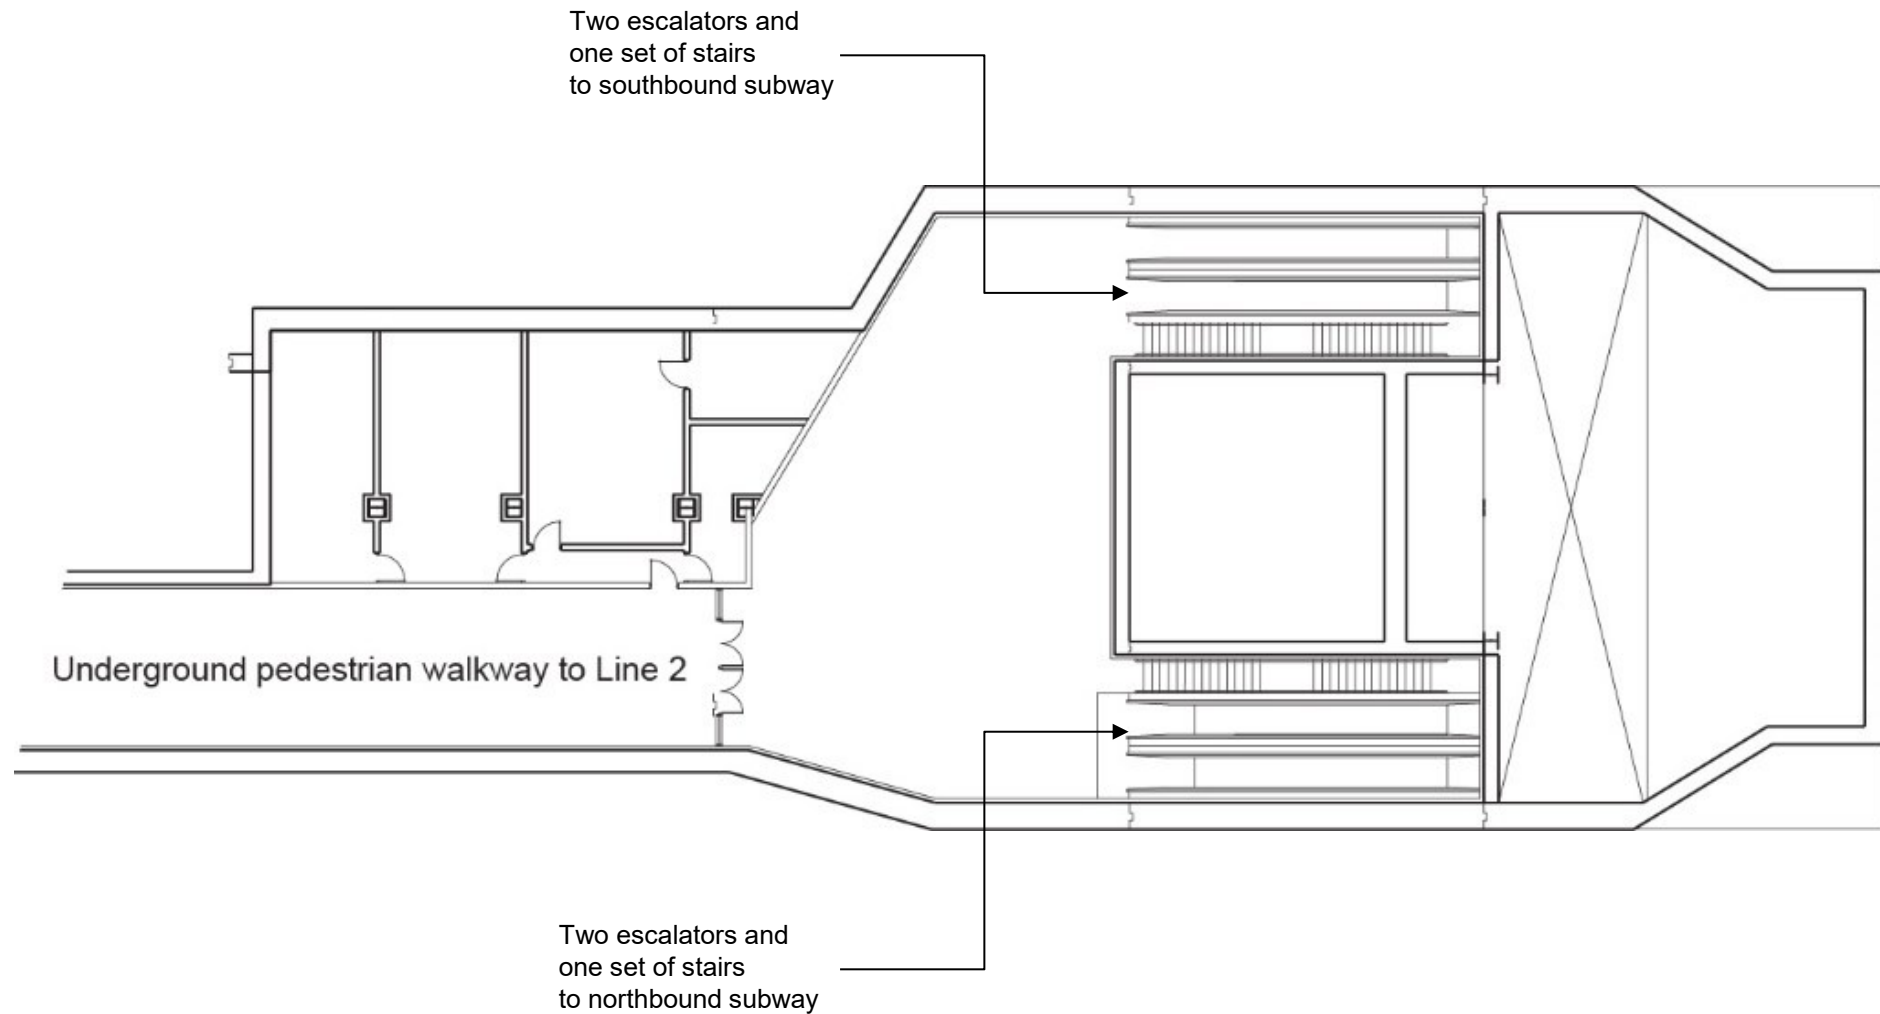 Two escalators and
one set of stairs
to southbound subway
Underground pedestrian walkway to Line 2
Two escalators and
one set of stairs
to northbound subway